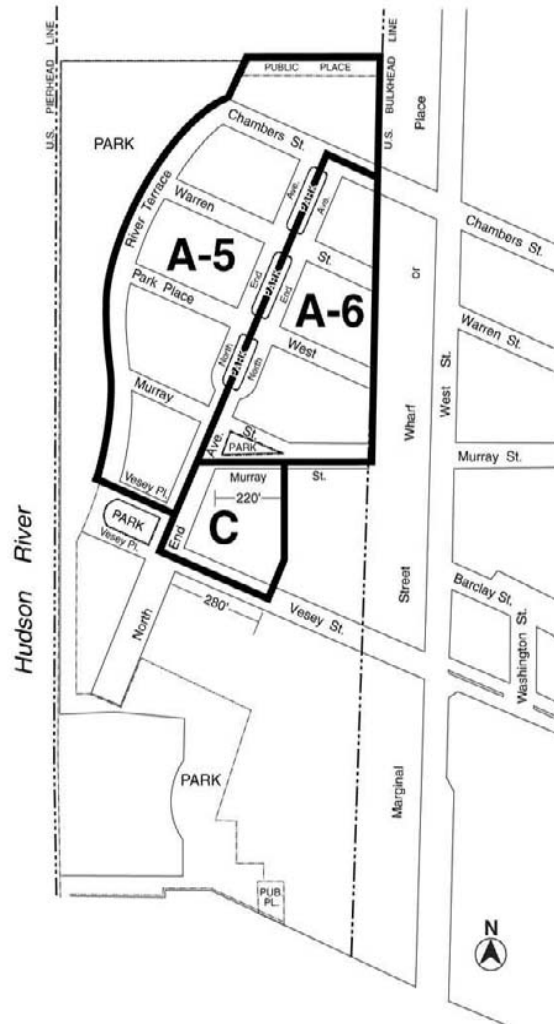 U.S. PIERHEAD LINE
U.S. BULKHEAD LINE
PUBLIC PLACE
PARK
Place
Chambers St.
Ave.
PARK
Ave.
River Terrace
Warren
St.
Chambers St.
A-5
End
PARK
End
A-6
or
Park Place
Warren St.
North
PARK
North
West
West St.
Murray
Wharf
Ave.
St.
PARK
Murray St.
Vesey Pl.
Murray St.
220'
C
PARK
Vesey Pl.
End
Hudson River
Street
Barclay St.
280'
Vesey St.
Washington St.
North
PARK
Marginal
PUB
PL.
N